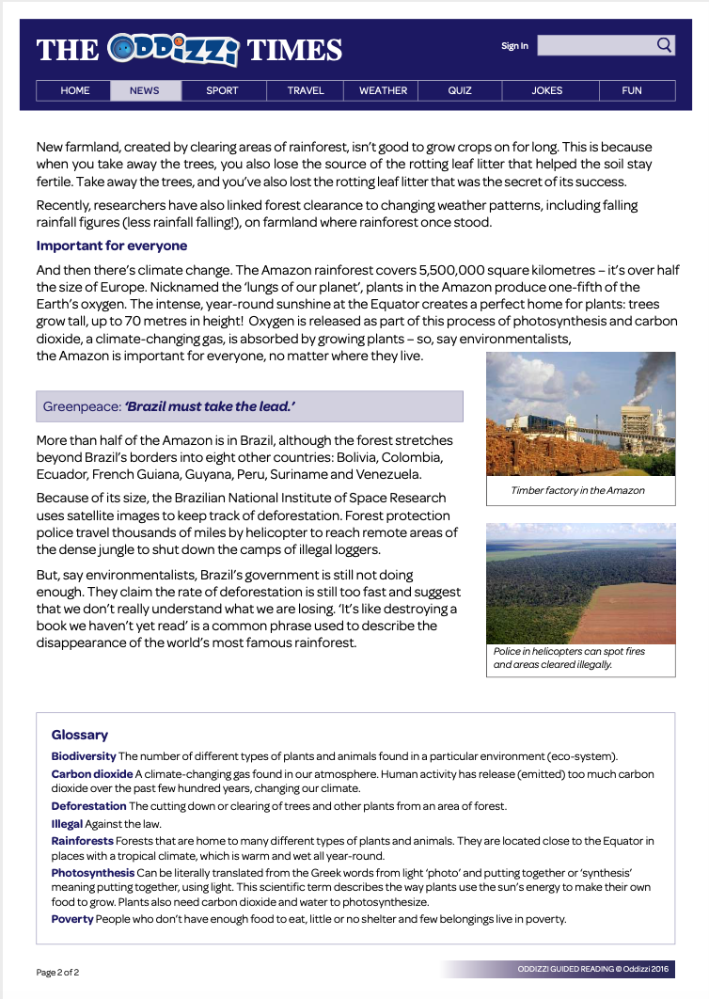 THE ODDIZZI TIMES
Sign In
HOME NEWS SPORT TRAVEL WEATHER QUIZ JOKES FUN
New farmland, created by clearing areas of rainforest, isn't good to grow crops on for long. This is because
when you take away the trees, you also lose the source of the rotting leaf litter that helped the soil stay
fertile. Take away the trees, and you've also lost the rotting leaf litter that was the secret of its success.
Recently, researchers have also linked forest clearance to changing weather patterns, including falling
rainfall figures (less rainfall falling!), on farmland where rainforest once stood.
Important for everyone
And then there's climate change. The Amazon rainforest covers 5,500,000 square kilometres – it's over half
the size of Europe. Nicknamed the 'lungs of our planet', plants in the Amazon produce one-fifth of the
Earth's oxygen. The intense, year-round sunshine at the Equator creates a perfect home for plants: trees
grow tall, up to 70 metres in height! Oxygen is released as part of this process of photosynthesis and carbon
dioxide, a climate-changing gas, is absorbed by growing plants – so, say environmentalists,
the Amazon is important for everyone, no matter where they live.
Greenpeace: 'Brazil must take the lead.'
More than half of the Amazon is in Brazil, although the forest stretches
beyond Brazil's borders into eight other countries: Bolivia, Colombia,
Ecuador, French Guiana, Guyana, Peru, Suriname and Venezuela.
Because of its size, the Brazilian National Institute of Space Research
uses satellite images to keep track of deforestation. Forest protection
police travel thousands of miles by helicopter to reach remote areas of
the dense jungle to shut down the camps of illegal loggers.
But, say environmentalists, Brazil's government is still not doing
enough. They claim the rate of deforestation is still too fast and suggest
that we don't really understand what we are losing. 'It's like destroying a
book we haven't yet read' is a common phrase used to describe the
disappearance of the world's most famous rainforest.
Timber factory in the Amazon
Police in helicopters can spot fires
and areas cleared illegally.
Glossary
Biodiversity The number of different types of plants and animals found in a particular environment (eco-system).
Carbon dioxide A climate-changing gas found in our atmosphere. Human activity has release (emitted) too much carbon
dioxide over the past few hundred years, changing our climate.
Deforestation The cutting down or clearing of trees and other plants from an area of forest.
Illegal Against the law.
Rainforests Forests that are home to many different types of plants and animals. They are located close to the Equator in
places with a tropical climate, which is warm and wet all year-round.
Photosynthesis Can be literally translated from the Greek words from light 'photo' and putting together or 'synthesis'
meaning putting together, using light. This scientific term describes the way plants use the sun's energy to make their own
food to grow. Plants also need carbon dioxide and water to photosynthesize.
Poverty People who don't have enough food to eat, little or no shelter and few belongings live in poverty.
Page 2 of 2
ODDIZZI GUIDED READING © Oddizzi 2016